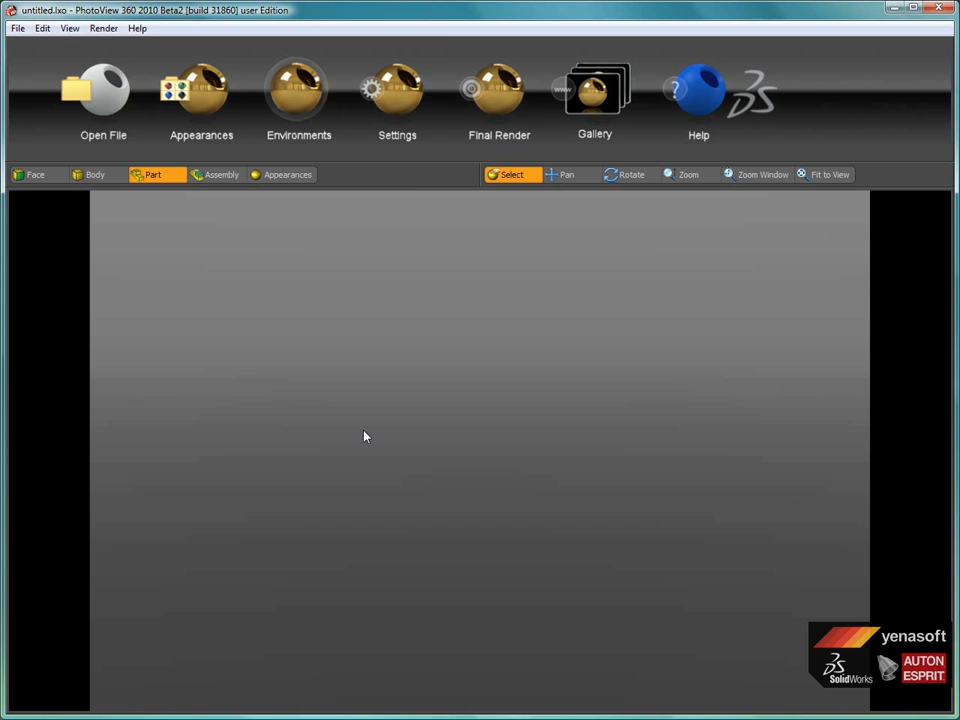 untitled.lxo - PhotoView 360 2010 Beta2 [build 31860] user Edition
File Edit View Render Help
Open File Appearances Environments Settings Final Render www Gallery ? Help
Face Body Part Assembly Appearances Select Pan Rotate Zoom Zoom Window Fit to View
yenasoft
SolidWorks
AUTON
ESPRIT